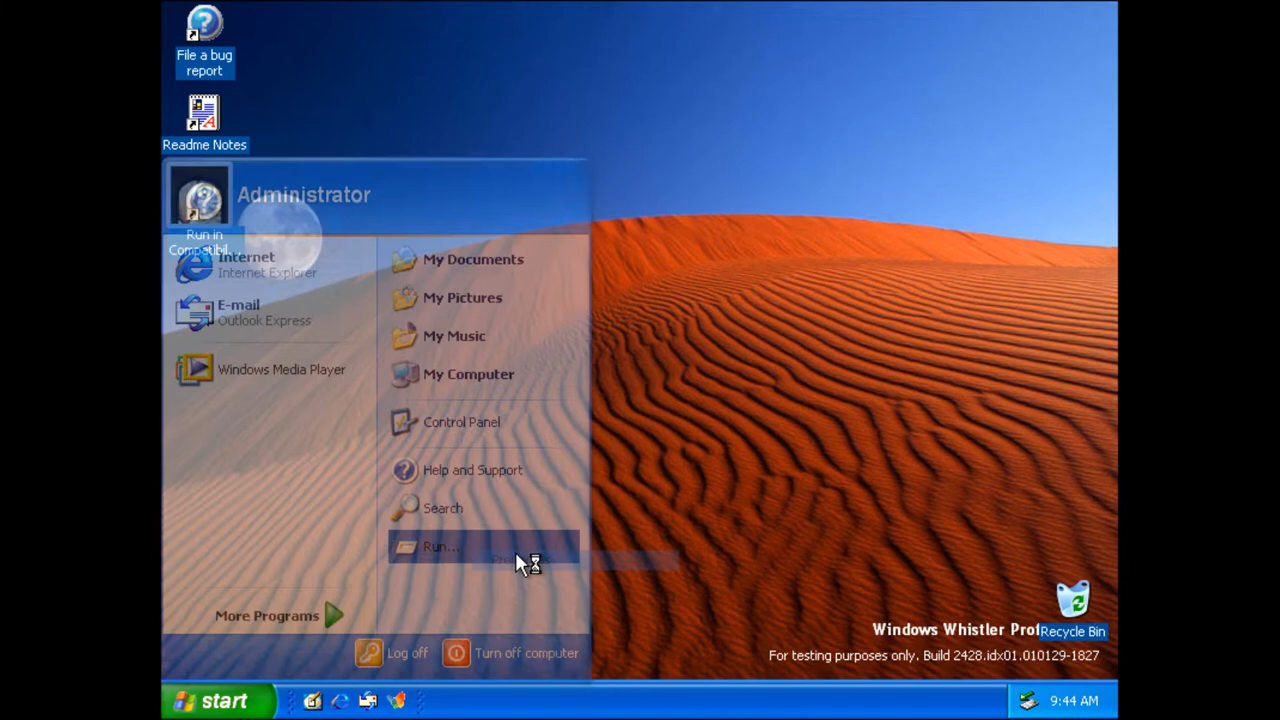 File a bug
report
Readme Notes
Administrator
Run in
Compatibil...
Internet
Internet Explorer
E-mail
Outlook Express
Windows Media Player
My Documents
My Pictures
My Music
My Computer
Control Panel
Help and Support
Search
Run...
More Programs
Log off
Turn off computer
Recycle Bin
Windows Whistler Prof
For testing purposes only. Build 2428.idx01.010129-1827
start
9:44 AM